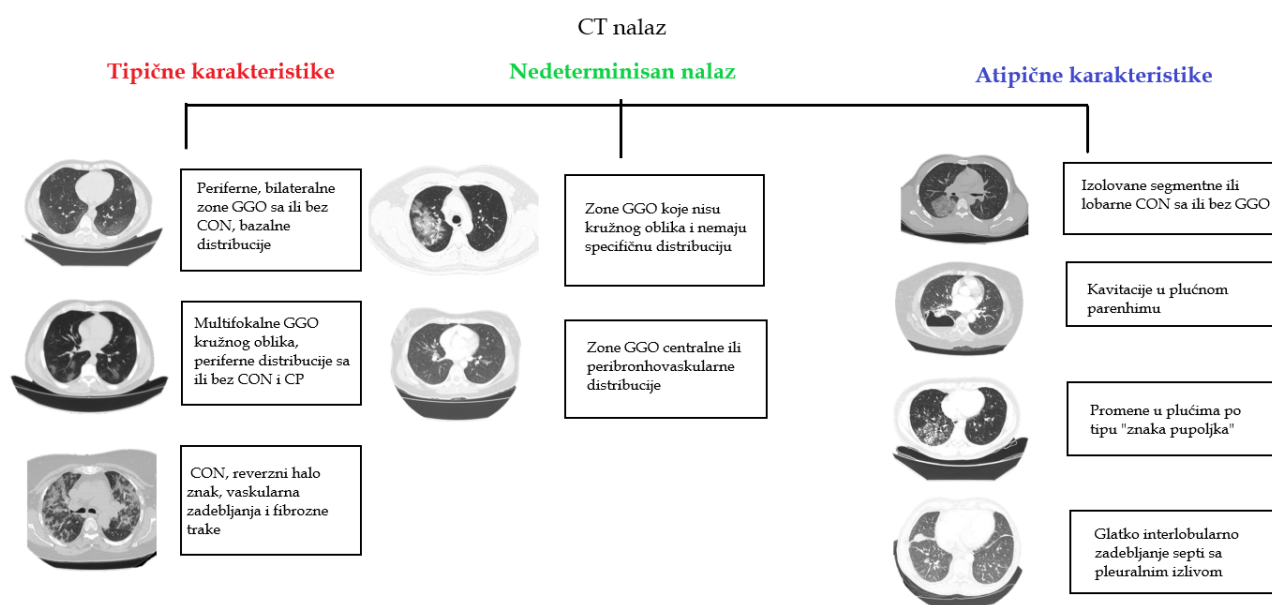 CT nalaz
Tipične karakteristike
Nedeterminisan nalaz
Atipične karakteristike
Periferne, bilateralne
zone GGO sa ili bez
CON, bazalne
distribucije
Multifokalne GGO
kružnog oblika,
periferne distribucije sa
ili bez CON i CP
CON, reverzni halo
znak, vaskularna
zadebljanja i fibrozne
trake
Zone GGO koje nisu
kružnog oblika i nemaju
specifičnu distribuciju
Zone GGO centralne ili
peribronhovaskularne
distribucije
Izolovane segmentne ili
lobarne CON sa ili bez GGO
Kavitacije u plućnom
parenhimu
Promene u plućima po
tipu "znaka pupoljka"
Glatko interlobularno
zadebljanje septi sa
pleuralnim izlivom